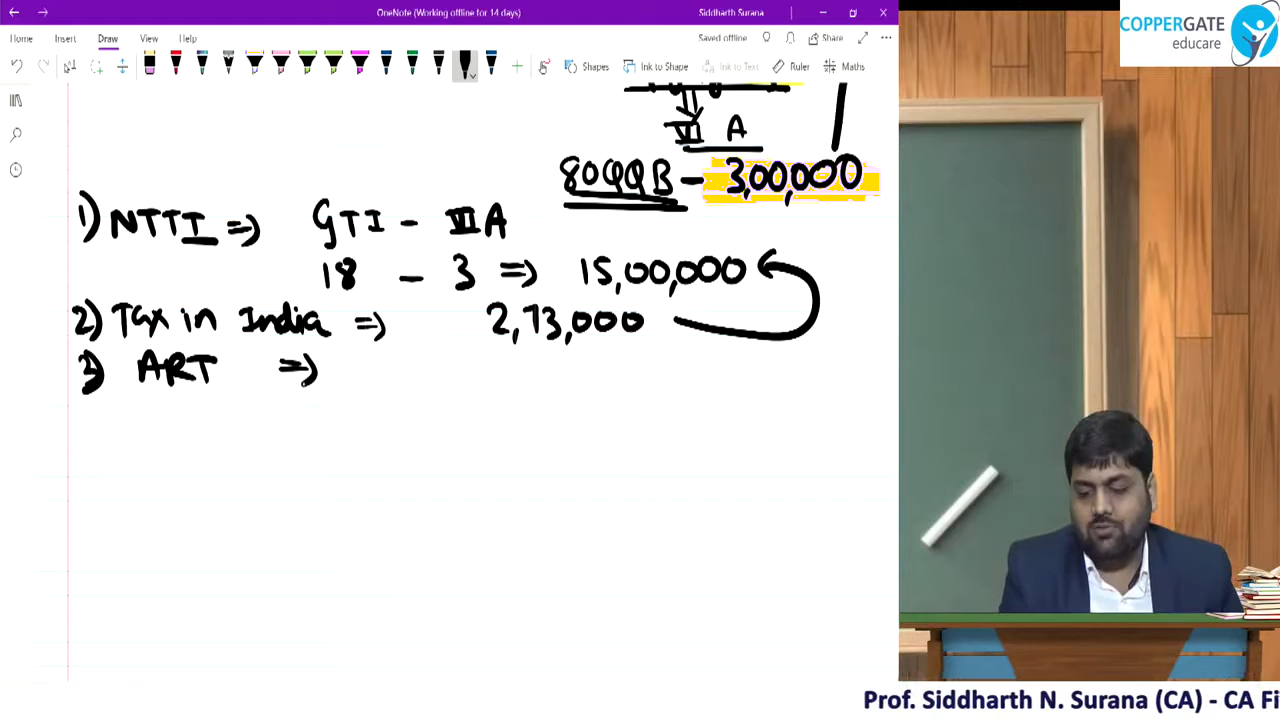 OneNote (Working offline for 14 days)
Siddharth Surana
Home Insert Draw View Help
Saved offline
Share
Shapes
Ink to Shape
Ink to Text
Ruler
Maths
COPPERGATE
educare
VI A
80QQB - 3,00,000
1) NTTI => GTI - VIA
18 - 3 => 15,00,000
2) Tax in India => 2,73,000
3) ART =>
Prof. Siddharth N. Surana (CA) - CA Fi